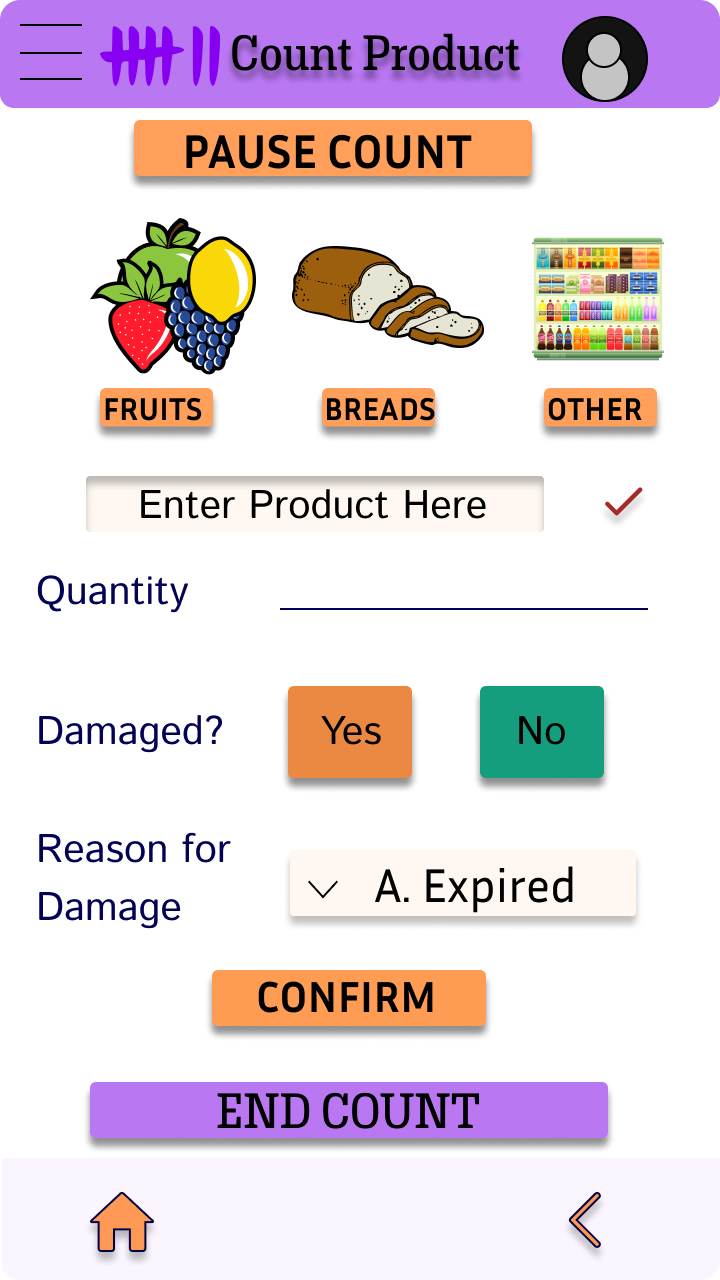 Count Product
PAUSE COUNT
FRUITS
BREADS
OTHER
Enter Product Here
Quantity
Damaged?
Yes
No
Reason for
Damage
A. Expired
CONFIRM
END COUNT